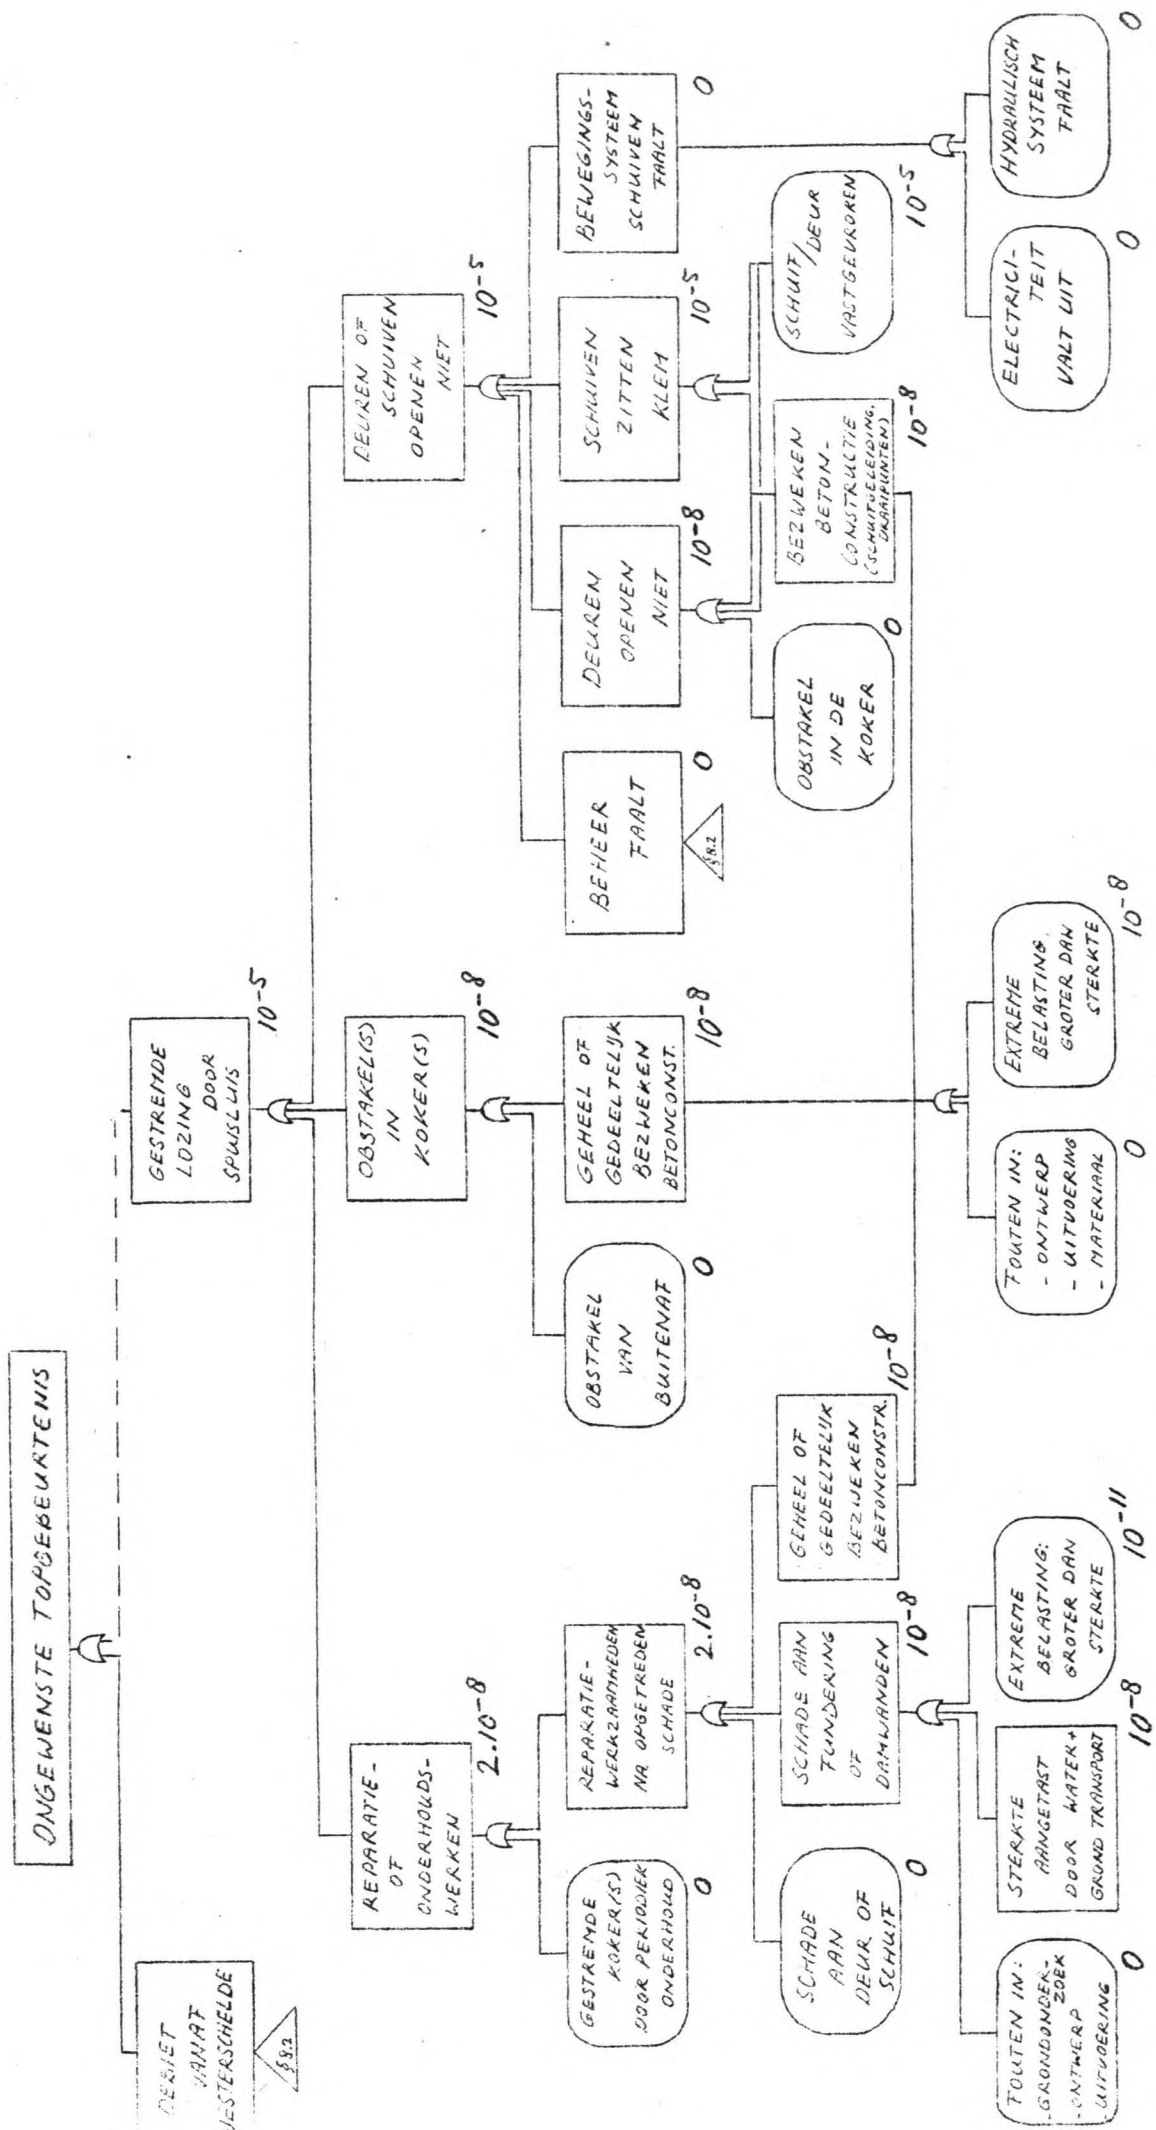 ONGEWENSTE TOPGEBEURTENIS
DEBIET
VANAF
WESTERSCHELDE
§ 8.2
GESTREMDE
LOZING
DOOR
SPUISLUIS
10-5
REPARATIE-
OF
ONDERHOUDS-
WERKEN
2.10-8
OBSTAKEL(S)
IN
KOKER(S)
10-8
DEUREN OF
SCHUIVEN
OPENEN
NIET
10-5
GESTREMDE
KOKER(S)
DOOR PERIODIEK
ONDERHOUD
0
REPARATIE-
WERKZAAMHEDEN
NA OPGETREDEN
SCHADE
2.10-8
OBSTAKEL
VAN
BUITENAF
0
GEHEEL OF
GEDEELTELIJK
BEZWEKEN
BETONCONST.
10-8
BEHEER
FAALT
0
§ 8.2
DEUREN
OPENEN
NIET
10-8
SCHUIVEN
ZITTEN
KLEM
10-5
BEWEGINGS-
SYSTEEM
SCHUIVEN
FAALT
0
SCHADE
AAN
DEUR OF
SCHUIF
0
SCHADE AAN
FUNDERING
OF
DAMWANDEN
10-8
GEHEEL OF
GEDEELTELIJK
BEZWEKEN
BETONCONSTR.
10-8
OBSTAKEL
IN DE
KOKER
0
BEZWEKEN
BETON-
CONSTRUCTIE
(SCHUIFGELEIDING,
DRAAIPUNTEN)
10-8
SCHUIF/
DEUR
VASTGEVROREN
10-5
FOUTEN IN:
-GRONDONDER-
ZOEK
-ONTWERP
-UITVOERING
0
STERKTE
AANGETAST
DOOR WATER+
GRONDTRANSPORT
10-8
EXTREME
BELASTING:
GROTER DAN
STERKTE
10-11
FOUTEN IN:
- ONTWERP
- UITVOERING
- MATERIAAL
0
EXTREME
BELASTING.
GROTER DAN
STERKTE
10-8
ELECTRICI-
TEIT
VALT UIT
0
HYDRAULISCH
SYSTEEM
FAALT
0